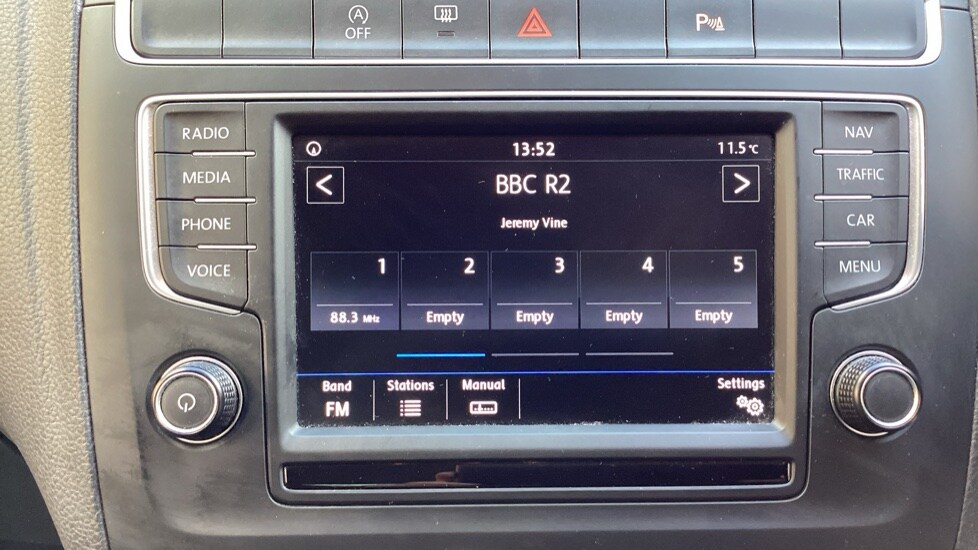 A
OFF
P
RADIO
MEDIA
PHONE
VOICE
13:52
11.5°C
<
BBC R2
>
Jeremy Vine
1
2
3
4
5
88.3 MHz
Empty
Empty
Empty
Empty
Band
Stations
Manual
Settings
FM
NAV
TRAFFIC
CAR
MENU